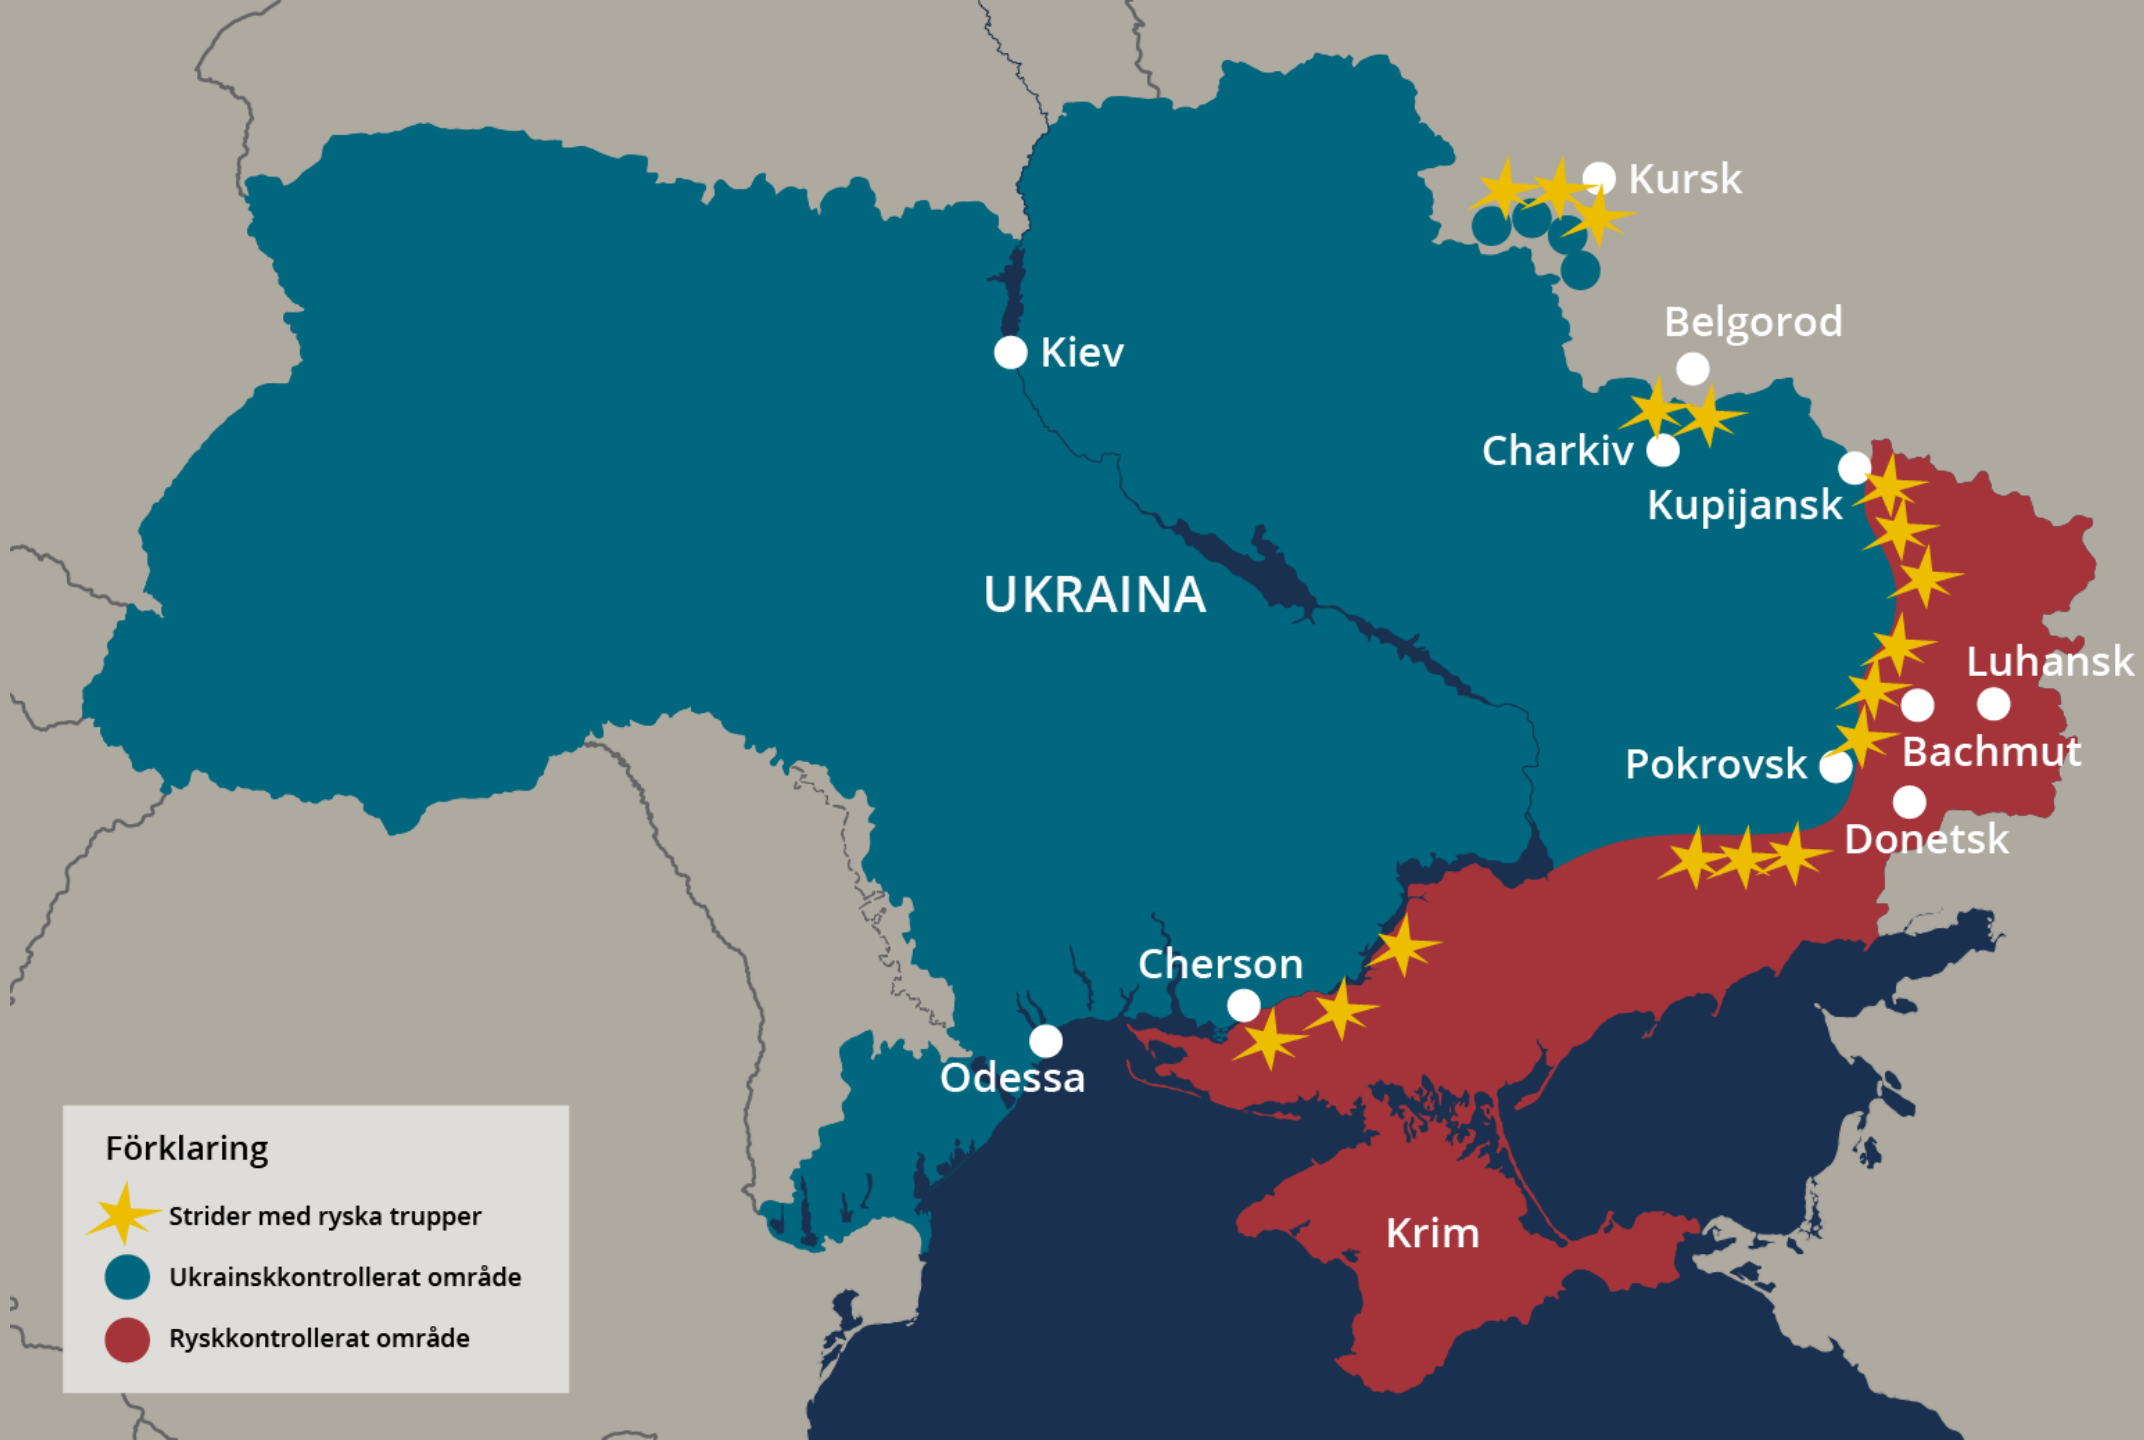 Kursk
Belgorod
Kiev
Charkiv
Kupijansk
UKRAINA
Luhansk
Bachmut
Pokrovsk
Donetsk
Cherson
Odessa
Krim
Förklaring
Strider med ryska trupper
Ukrainskkontrollerat område
Ryskkontrollerat område